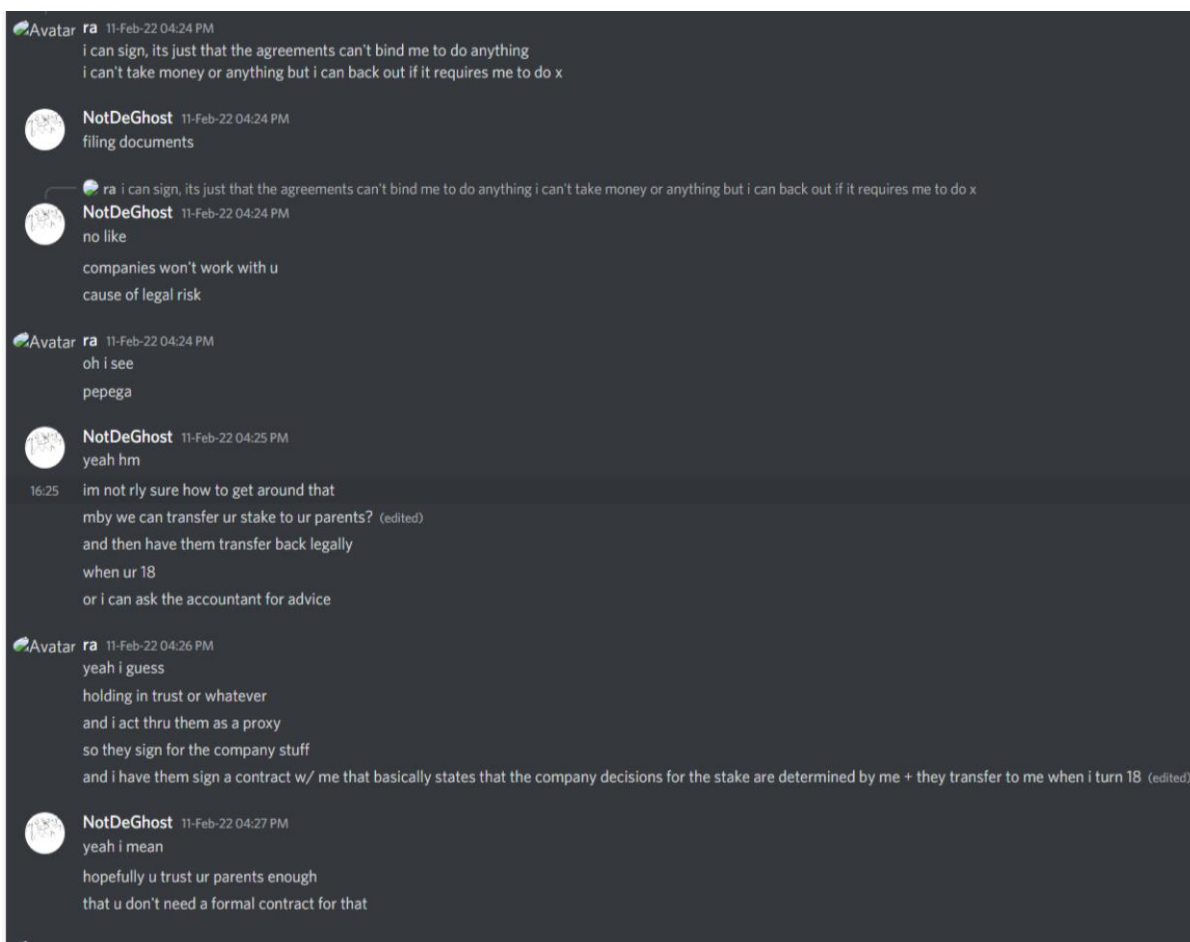 Avatar ra 11-Feb-22 04:24 PM
i can sign, its just that the agreements can't bind me to do anything
i can't take money or anything but i can back out if it requires me to do x
NotDeGhost 11-Feb-22 04:24 PM
filing documents
ra i can sign, its just that the agreements can't bind me to do anything i can't take money or anything but i can back out if it requires me to do x
NotDeGhost 11-Feb-22 04:24 PM
no like
companies won't work with u
cause of legal risk
Avatar ra 11-Feb-22 04:24 PM
oh i see
pepega
NotDeGhost 11-Feb-22 04:25 PM
yeah hm
16:25 im not rly sure how to get around that
mby we can transfer ur stake to ur parents? (edited)
and then have them transfer back legally
when ur 18
or i can ask the accountant for advice
Avatar ra 11-Feb-22 04:26 PM
yeah i guess
holding in trust or whatever
and i act thru them as a proxy
so they sign for the company stuff
and i have them sign a contract w/ me that basically states that the company decisions for the stake are determined by me + they transfer to me when i turn 18 (edited)
NotDeGhost 11-Feb-22 04:27 PM
yeah i mean
hopefully u trust ur parents enough
that u don't need a formal contract for that